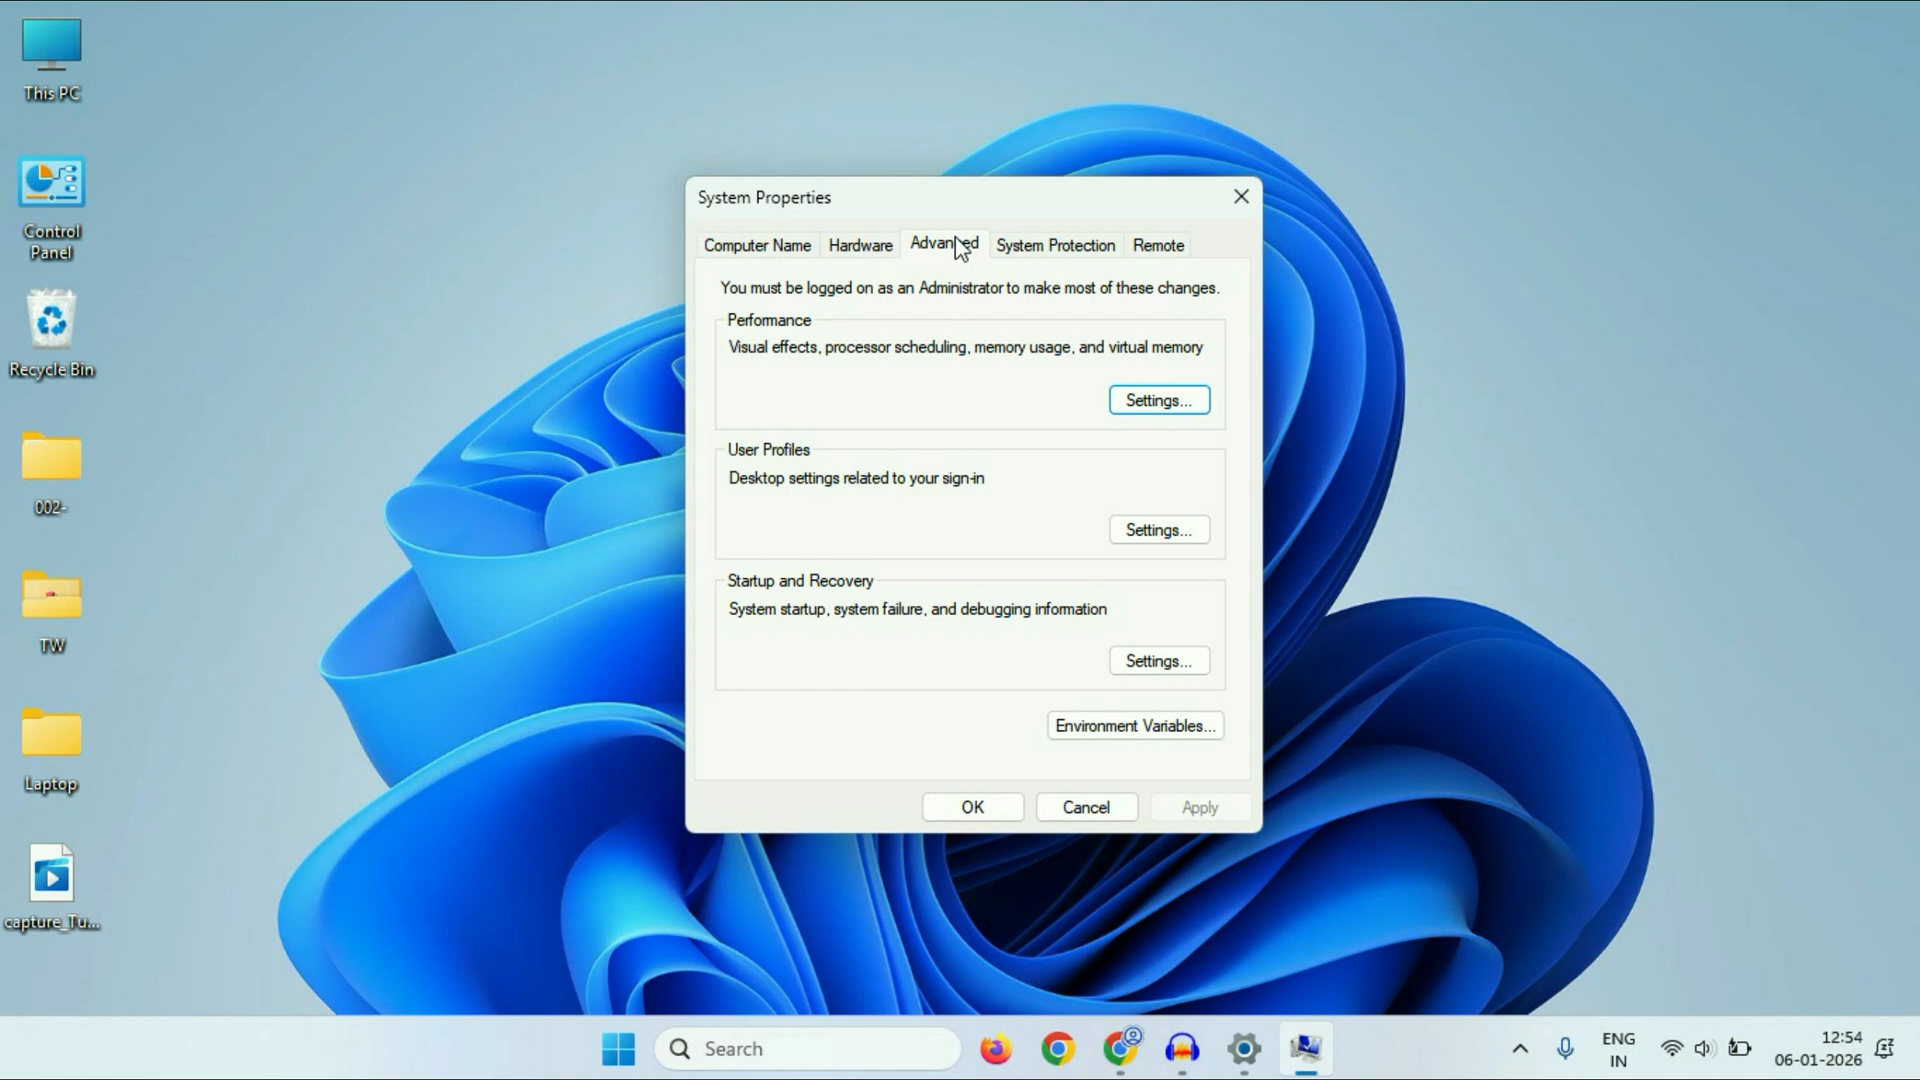 This PC
Control
Panel
Recycle Bin
002-
TW
Laptop
capture_Tu...
System Properties
Computer Name
Hardware
Advanced
System Protection
Remote
You must be logged on as an Administrator to make most of these changes.
Performance
Visual effects, processor scheduling, memory usage, and virtual memory
Settings...
User Profiles
Desktop settings related to your sign-in
Settings...
Startup and Recovery
System startup, system failure, and debugging information
Settings...
Environment Variables...
OK
Cancel
Apply
Search
ENG
IN
12:54
06-01-2026